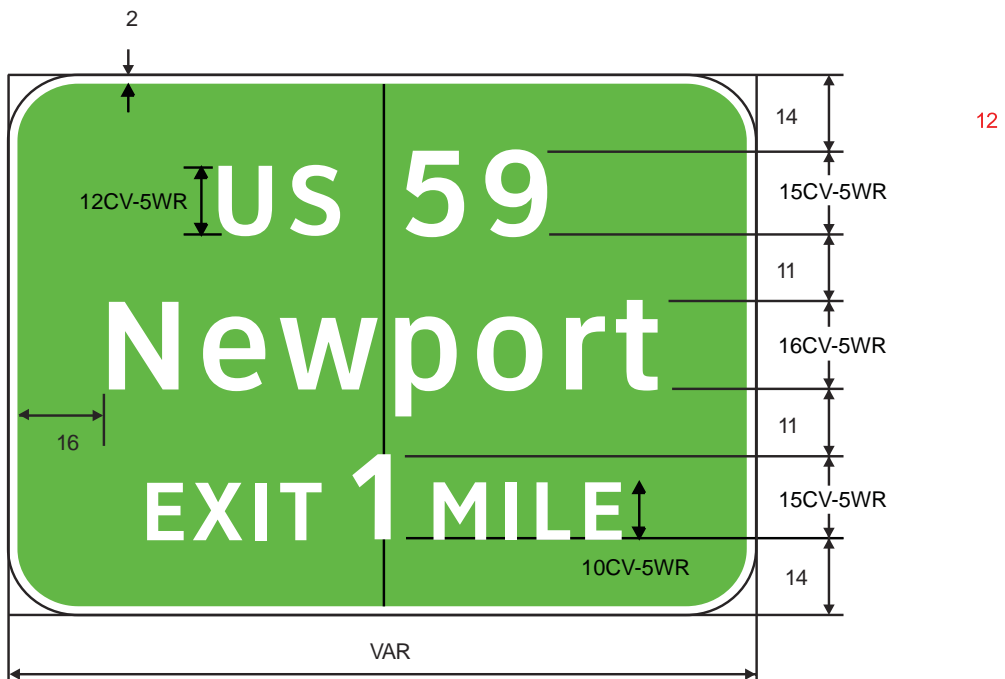 2
14
12
US 59
12CV-5WR
15CV-5WR
11
Newport
16CV-5WR
16
11
EXIT 1 MILE
15CV-5WR
10CV-5WR
14
VAR